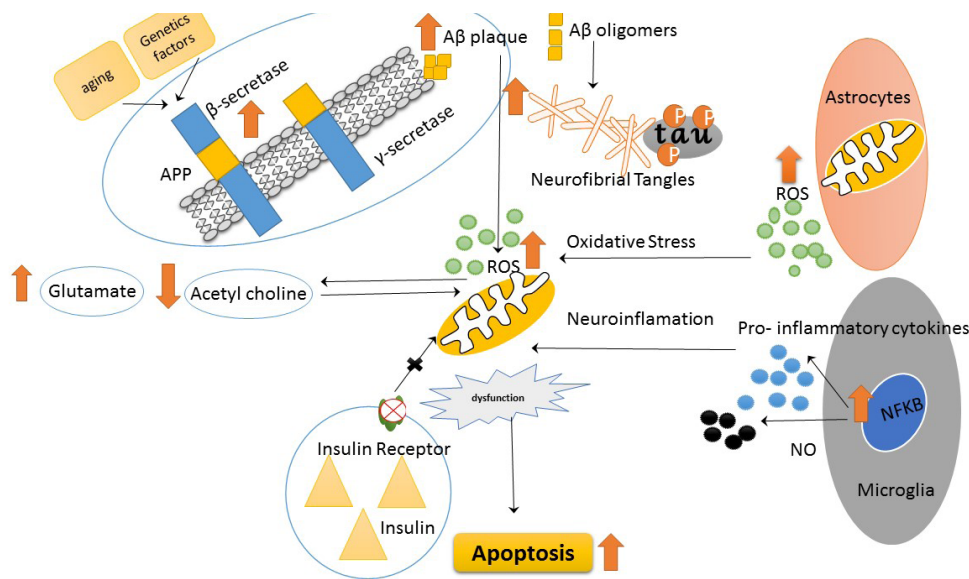 Genetics
factors
aging
β-secretase
APP
γ-secretase
Aβ plaque
Aβ oligomers
P
P
tau
P
Neurofibrial Tangles
Astrocytes
ROS
Oxidative Stress
ROS
Glutamate
Acetyl choline
Neuroinflamation
Pro- inflammatory cytokines
NFKB
NO
Microglia
dysfunction
Insulin Receptor
Insulin
Apoptosis